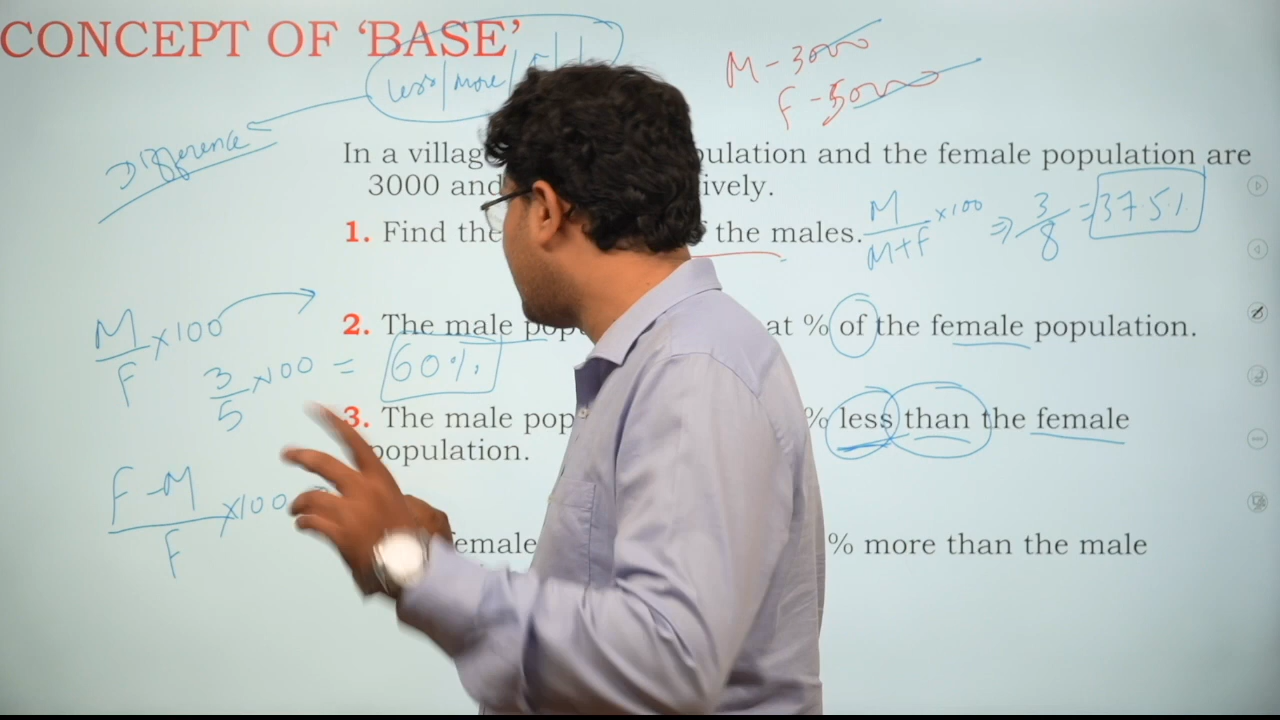 CONCEPT OF ‘BASE’
less | more |
Difference
M - 3000
F - 5000
In a villag pulation and the female population are
3000 and ively.
1. Find the f the males. M/M+F ×100 ⇒ 3/8 = 37.5%
M/F ×100
2. The male pop at % of the female population.
3/5 ×100 = 60%
3. The male pop % less than the female
population.
F - M/F ×100
emale % more than the male